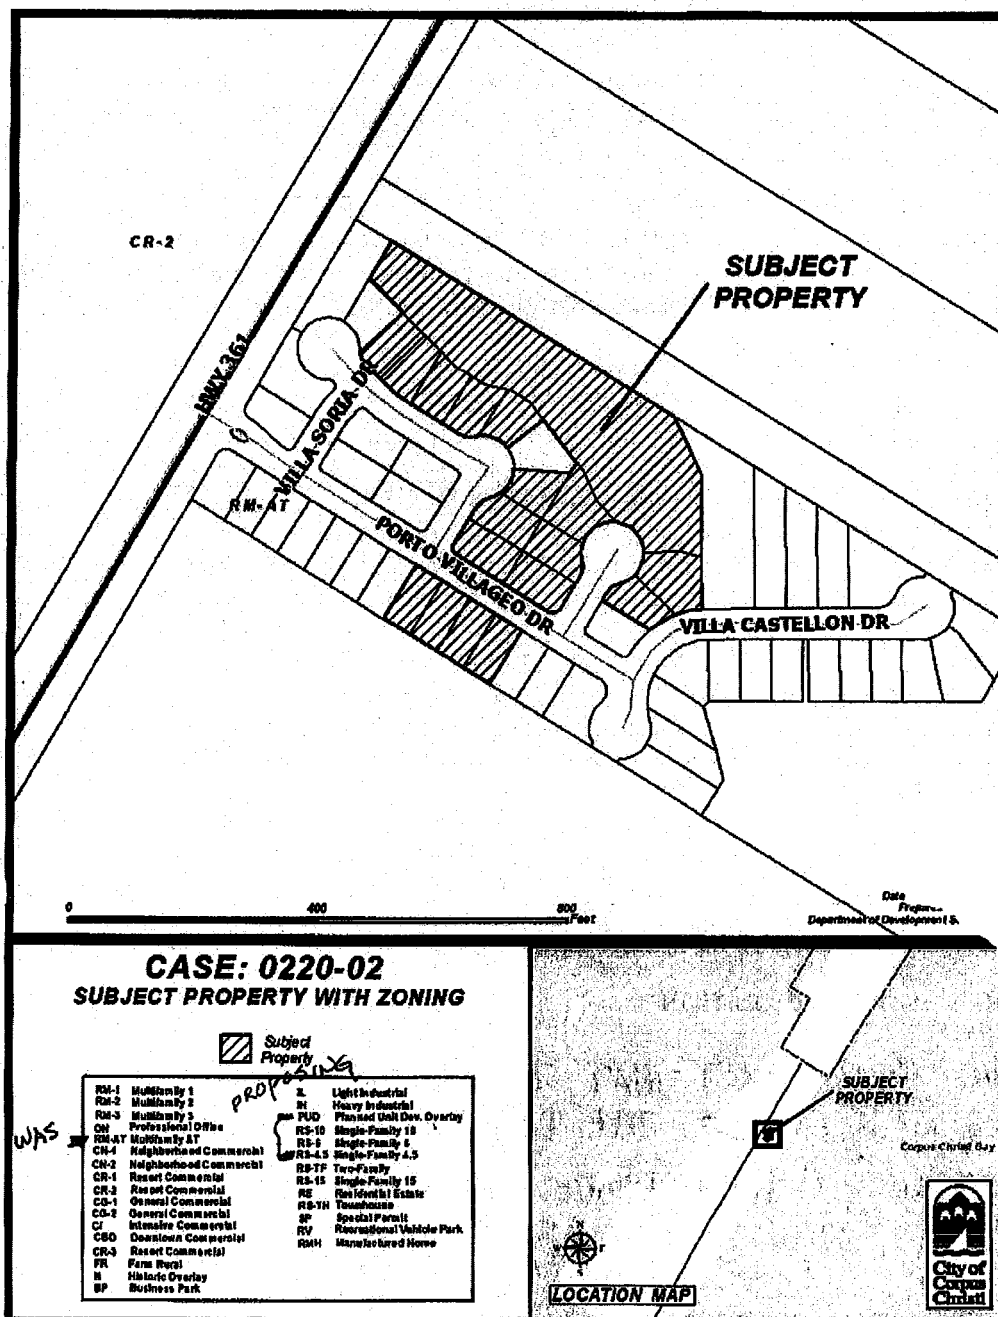 CR-2
SUBJECT
PROPERTY
HWY 361
VILLA SORIA DR
RM-AT
PORTO VILLAGEO DR
VILLA CASTELLON DR
0 400 800
Feet
Date
Department of Development S.
CASE: 0220-02
SUBJECT PROPERTY WITH ZONING
Subject
Property
PROPOSING
WAS
RM-1 Multifamily 1
RM-2 Multifamily 2
RM-3 Multifamily 3
ON Professional Office
RM-AT Multifamily AT
CN-1 Neighborhood Commercial
CN-2 Neighborhood Commercial
CR-1 Resort Commercial
CR-2 Resort Commercial
CG-1 General Commercial
CG-2 General Commercial
CI Intensive Commercial
CBD Downtown Commercial
CR-3 Resort Commercial
FR Farm Rural
H Historic Overlay
BP Business Park
IL Light Industrial
IH Heavy Industrial
PUD Planned Unit Dev. Overlay
RS-10 Single-Family 10
RS-6 Single-Family 6
RS-4.5 Single-Family 4.5
RS-TF Two-Family
RS-15 Single-Family 15
RE Residential Estate
RS-TH Townhouse
SP Special Permit
RV Recreational Vehicle Park
RMH Manufactured Home
SUBJECT
PROPERTY
Corpus Christi Bay
N
S
LOCATION MAP
City of
Corpus
Christi